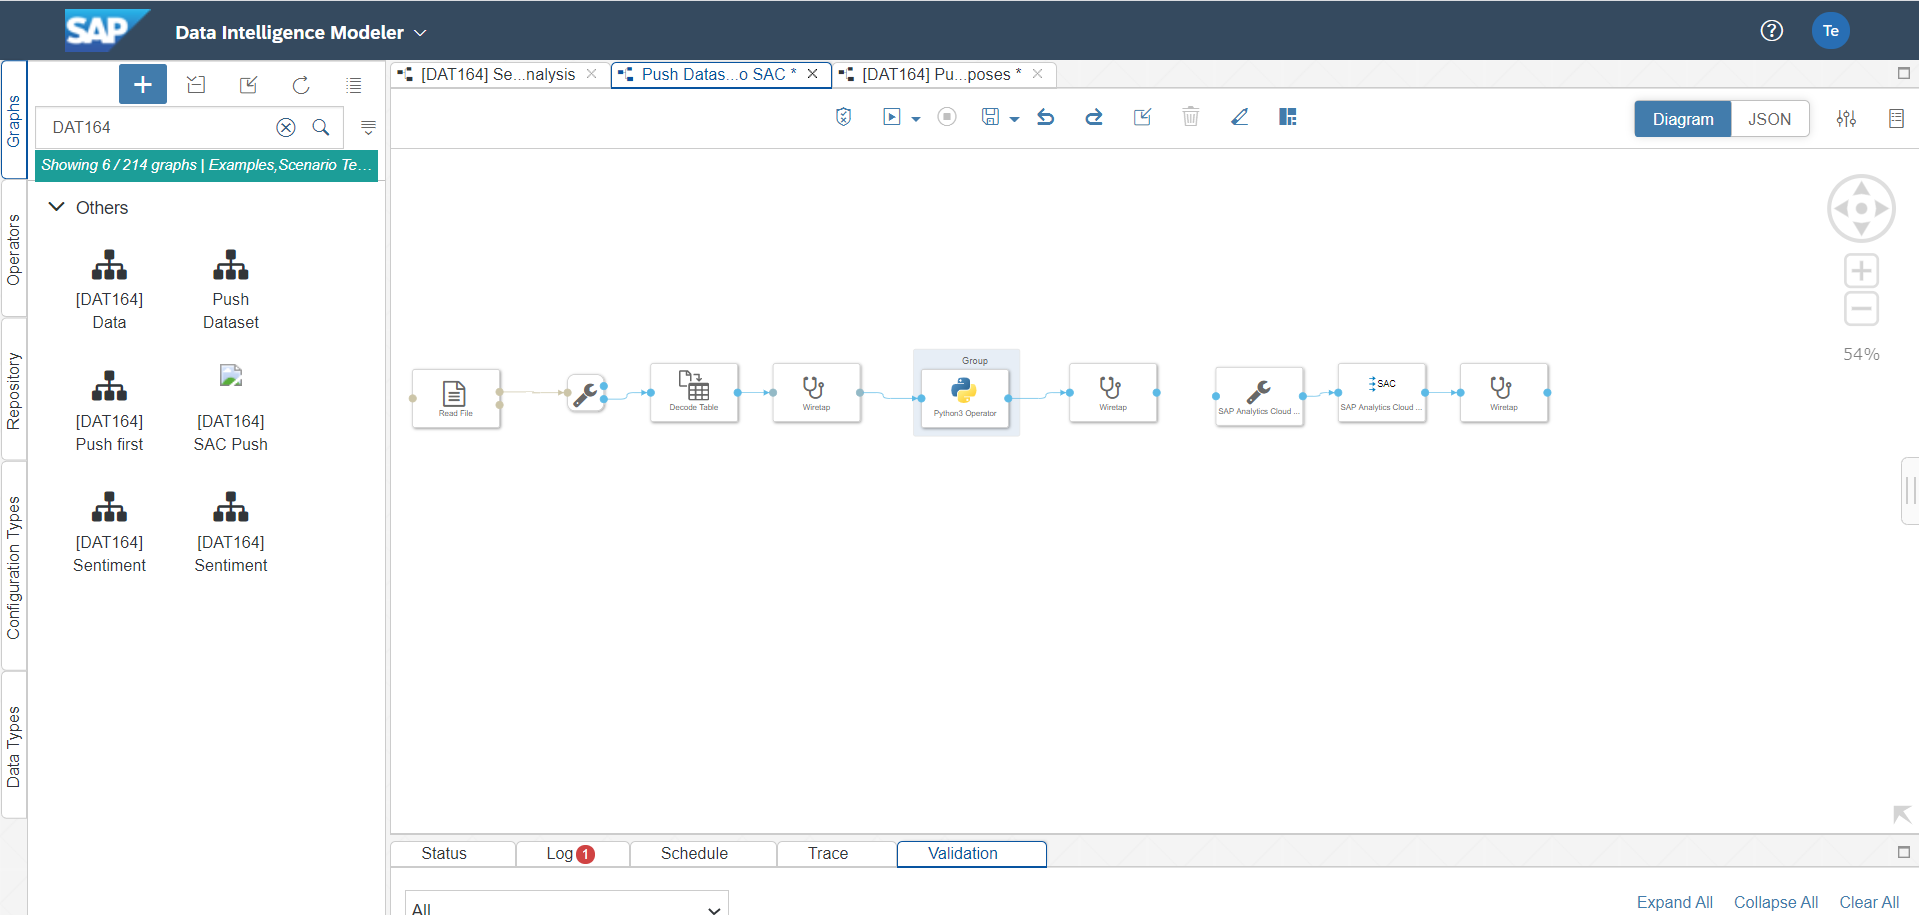 SAP
Data Intelligence Modeler
Te
Graphs
Operators
Repository
Configuration Types
Data Types
DAT164
Showing 6 / 214 graphs | Examples,Scenario Te...
Others
[DAT164]
Data
Push
Dataset
[DAT164]
Push first
[DAT164]
SAC Push
[DAT164]
Sentiment
[DAT164]
Sentiment
[DAT164] Se...nalysis
Push Datas...o SAC *
[DAT164] Pu...poses *
Diagram
JSON
54%
Read File
Decode Table
Wiretap
Group
Python3 Operator
Wiretap
SAP Analytics Cloud ...
SAC
SAP Analytics Cloud ...
Wiretap
Status
Log 1
Schedule
Trace
Validation
All
Expand All
Collapse All
Clear All